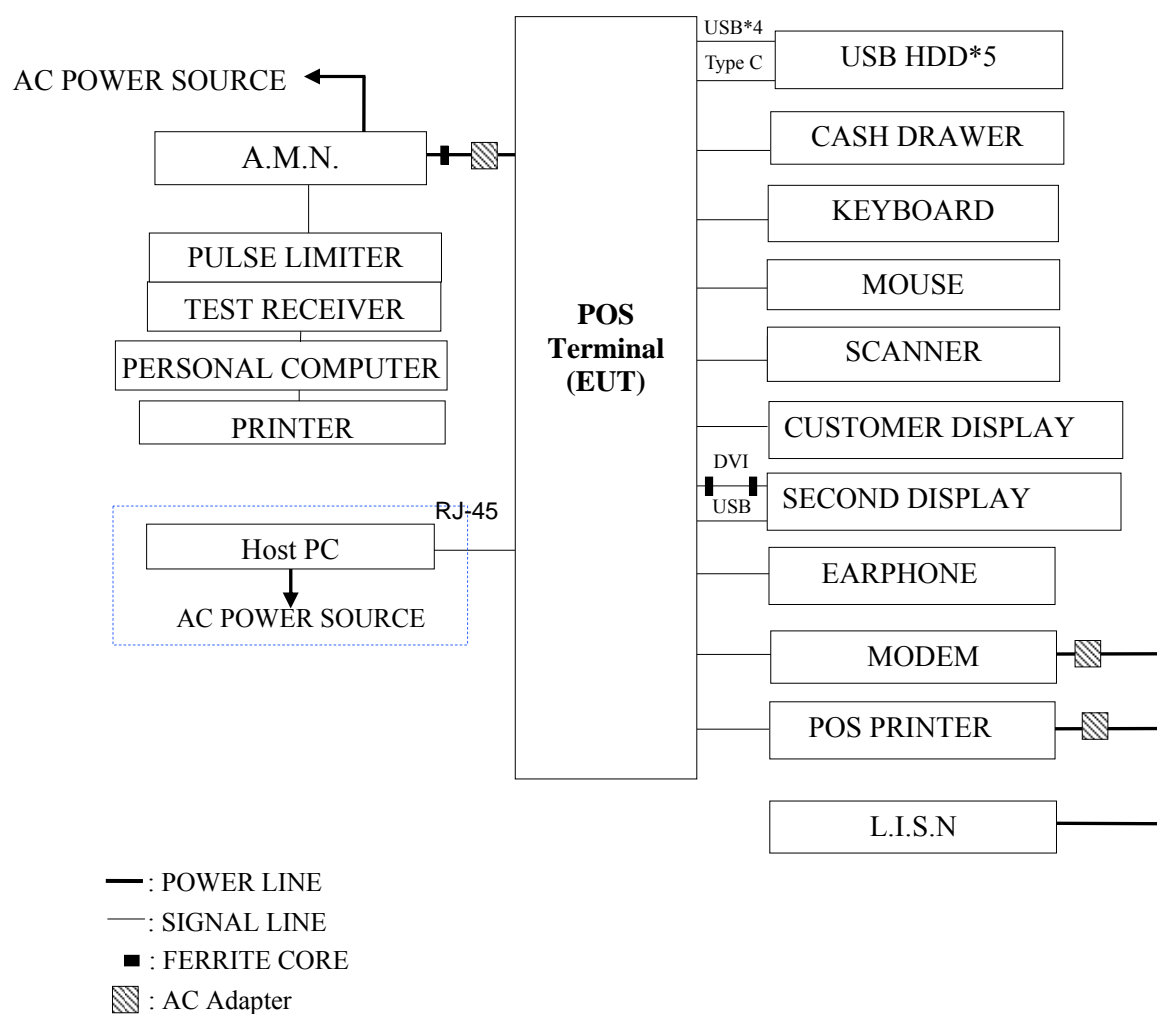 AC POWER SOURCE
A.M.N.
PULSE LIMITER
TEST RECEIVER
PERSONAL COMPUTER
PRINTER
RJ-45
Host PC
AC POWER SOURCE
POS
Terminal
(EUT)
USB*4
Type C
USB HDD*5
CASH DRAWER
KEYBOARD
MOUSE
SCANNER
CUSTOMER DISPLAY
DVI
USB
SECOND DISPLAY
EARPHONE
MODEM
POS PRINTER
L.I.S.N
: POWER LINE
: SIGNAL LINE
: FERRITE CORE
: AC Adapter